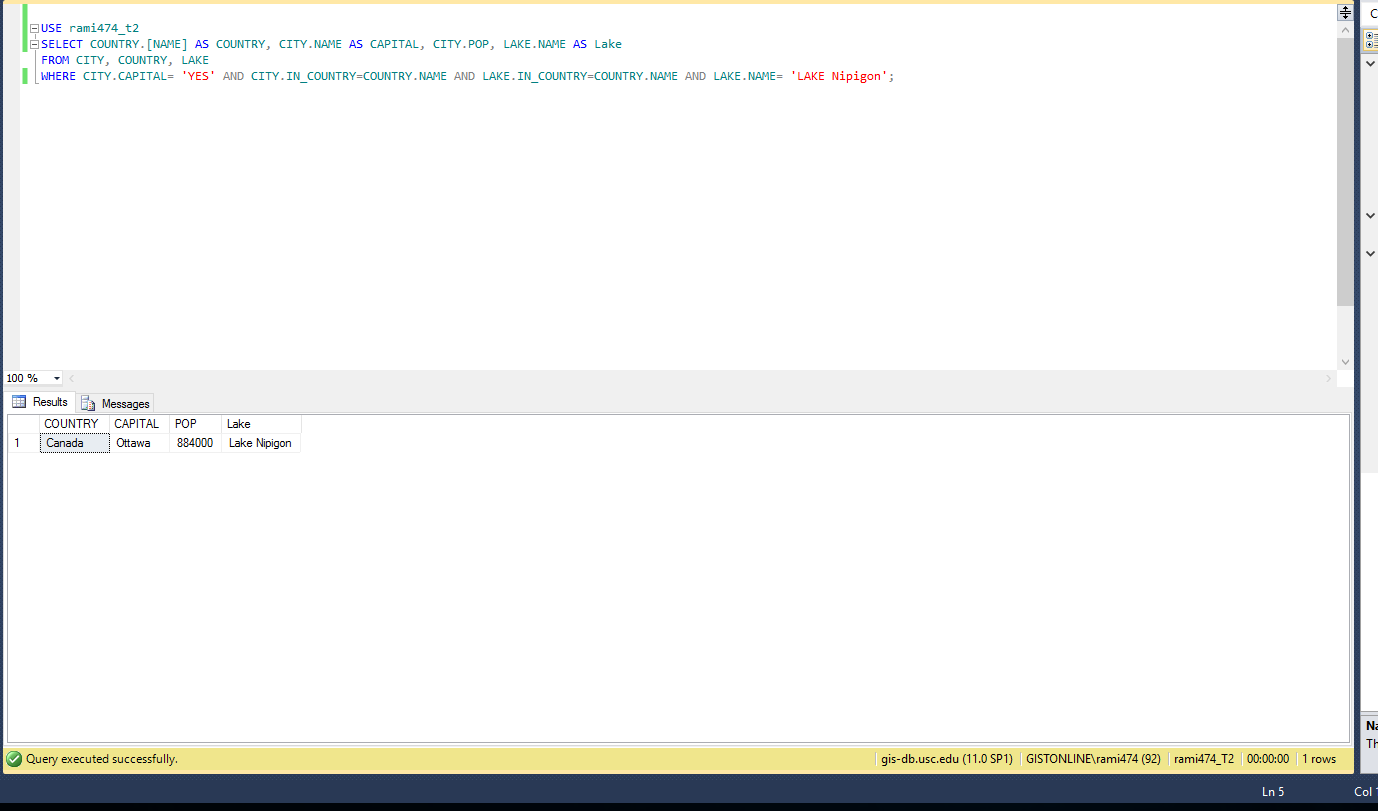 USE rami474_t2
SELECT COUNTRY.[NAME] AS COUNTRY, CITY.NAME AS CAPITAL, CITY.POP, LAKE.NAME AS Lake
FROM CITY, COUNTRY, LAKE
WHERE CITY.CAPITAL= 'YES' AND CITY.IN_COUNTRY=COUNTRY.NAME AND LAKE.IN_COUNTRY=COUNTRY.NAME AND LAKE.NAME= 'LAKE Nipigon';
100 %
Results Messages
COUNTRY CAPITAL POP Lake
1 Canada Ottawa 884000 Lake Nipigon
Query executed successfully. gis-db.usc.edu (11.0 SP1) GISTONLINE\rami474 (92) rami474_T2 00:00:00 1 rows
Ln 5 Col